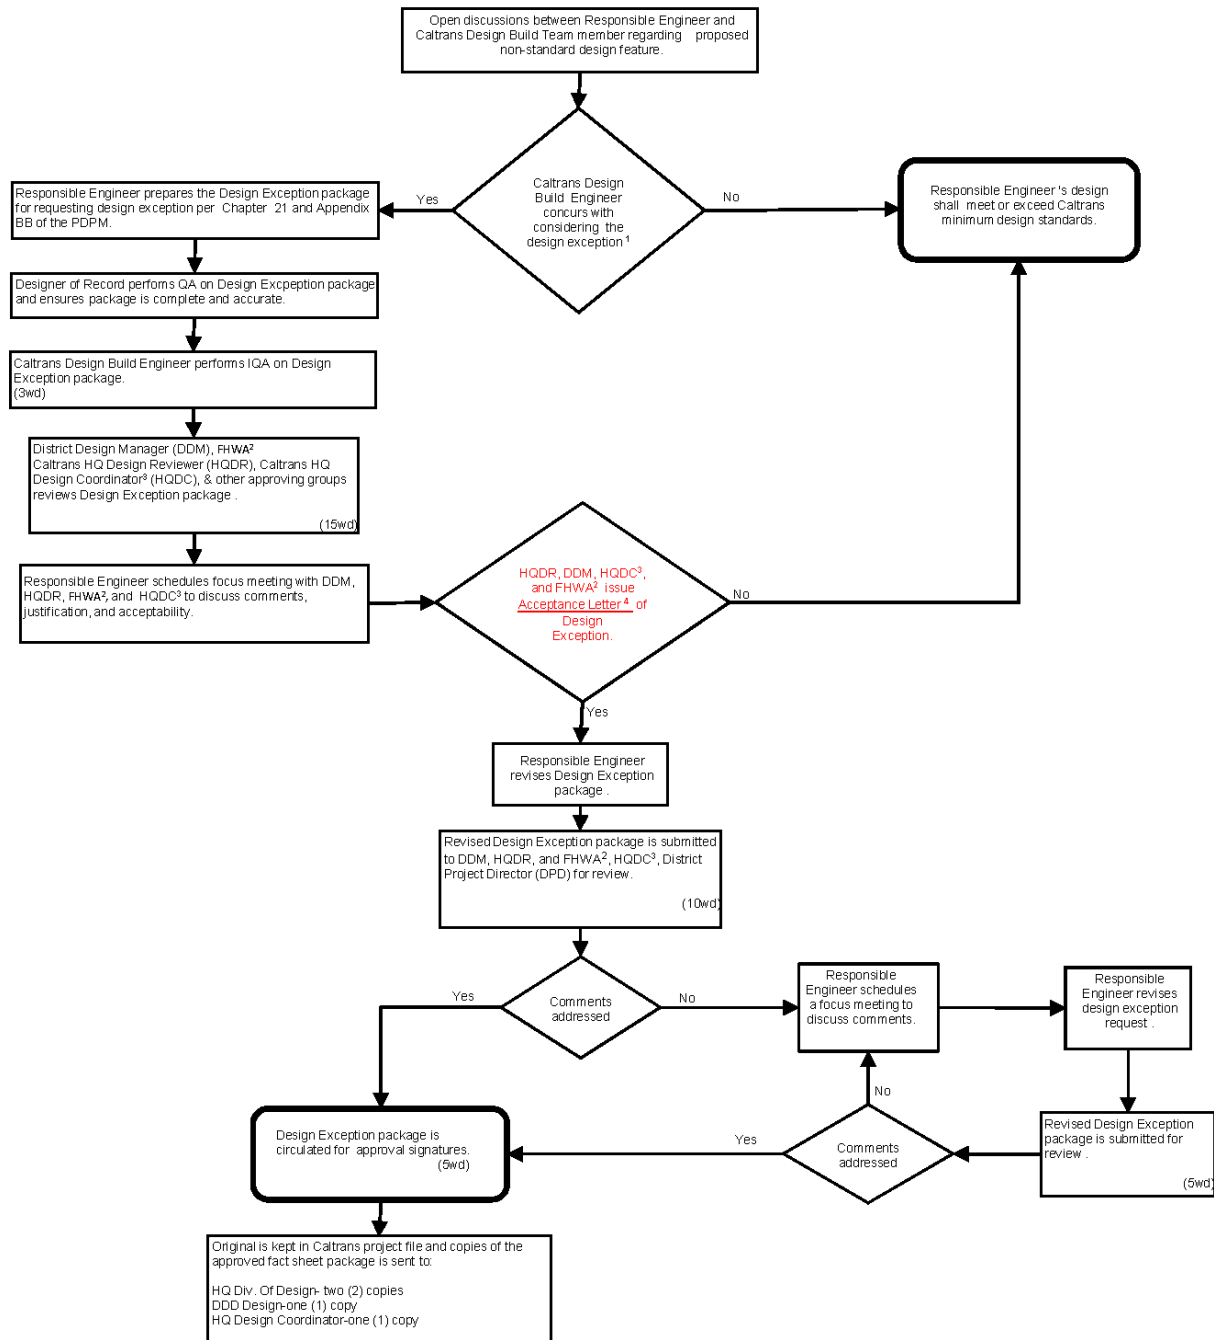 Open discussions between Responsible Engineer and
Caltrans Design Build Team member regarding proposed
non-standard design feature.
Caltrans Design
Build Engineer
concurs with
considering the
design exception¹
Yes
No
Responsible Engineer 's design
shall meet or exceed Caltrans
minimum design standards.
Responsible Engineer prepares the Design Exception package
for requesting design exception per Chapter 21 and Appendix
BB of the PDPM.
Designer of Record perfoms QA on Design Excpeption package
and ensures package is complete and accurate.
Caltrans Design Build Engineer performs IQA on Design
Exception package.
(3wd)
District Design Manager (DDM), FHWA²
Caltrans HQ Design Reviewer (HQDR), Caltrans HQ
Design Coordinator³ (HQDC), & other approving groups
reviews Design Exception package .
(15wd)
Responsible Engineer schedules focus meeting with DDM,
HQDR, FHWA², and HQDC³ to discuss comments,
justification, and acceptability.
HQDR, DDM, HQDC³,
and FHWA² issue
Acceptance Letter⁴ of
Design
Exception.
No
Yes
Responsible Engineer
revises Design Exception
package .
Revised Design Exception package is submitted
to DDM, HQDR, and FHWA², HQDC³, District
Project Director (DPD) for review.
(10wd)
Comments
addressed
Yes
No
Responsible
Engineer schedules
a focus meeting to
discuss comments.
Responsible
Engineer revises
design exception
request .
Revised Design Exception
package is submitted for
review .
(5wd)
Comments
addressed
No
Yes
Design Exception package is
circulated for approval signatures.
(5wd)
Original is kept in Caltrans project file and copies of the
approved fact sheet package is sent to:
HQ Div. Of Design- two (2) copies
DDD Design-one (1) copy
HQ Design Coordinator-one (1) copy